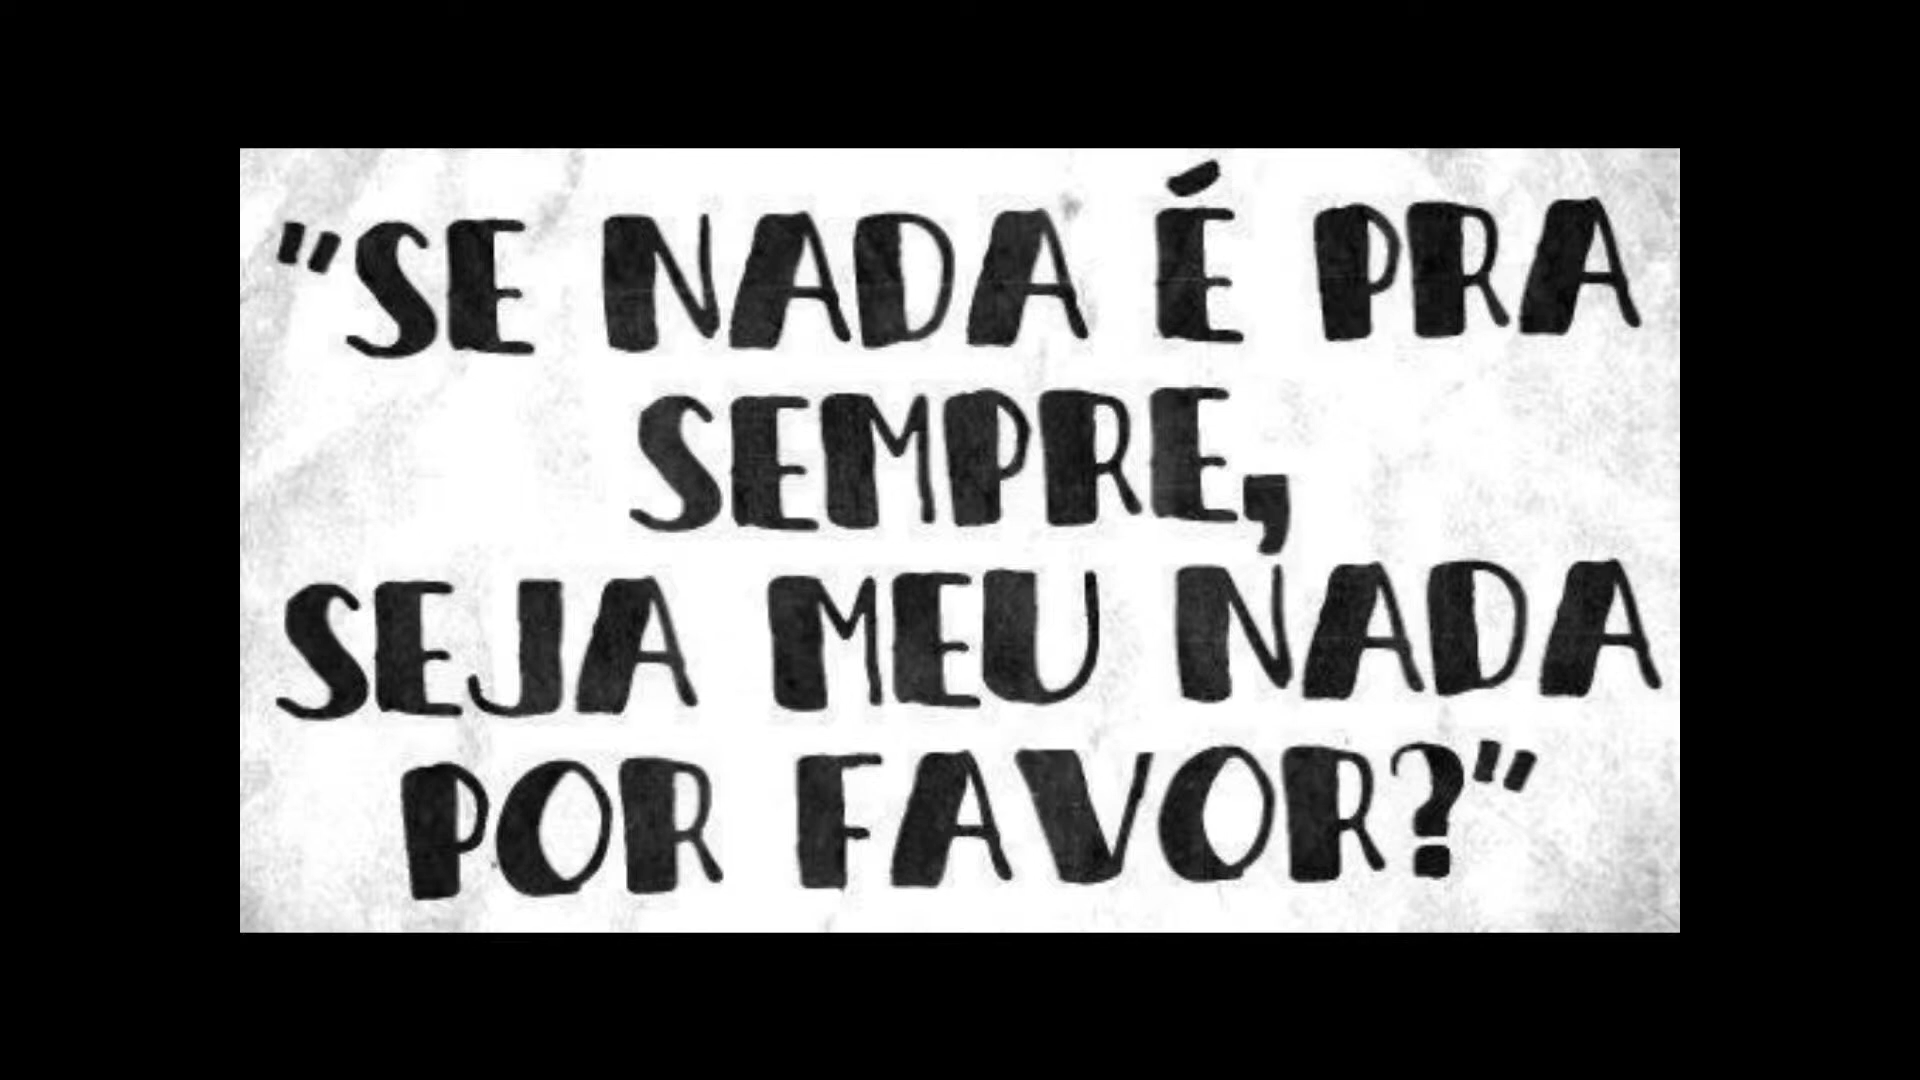 "SE NADA É PRA
SEMPRE,
SEJA MEU NADA
POR FAVOR?"